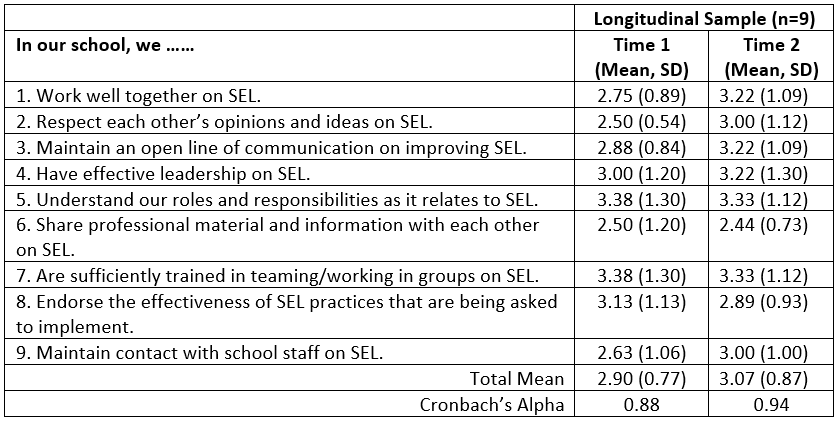 Longitudinal Sample (n=9)
In our school, we …… Time 1 Time 2
(Mean, SD) (Mean, SD)
1. Work well together on SEL. 2.75 (0.89) 3.22 (1.09)
2. Respect each other’s opinions and ideas on SEL. 2.50 (0.54) 3.00 (1.12)
3. Maintain an open line of communication on improving SEL. 2.88 (0.84) 3.22 (1.09)
4. Have effective leadership on SEL. 3.00 (1.20) 3.22 (1.30)
5. Understand our roles and responsibilities as it relates to SEL. 3.38 (1.30) 3.33 (1.12)
6. Share professional material and information with each other 2.50 (1.20) 2.44 (0.73)
on SEL.
7. Are sufficiently trained in teaming/working in groups on SEL. 3.38 (1.30) 3.33 (1.12)
8. Endorse the effectiveness of SEL practices that are being asked 3.13 (1.13) 2.89 (0.93)
to implement.
9. Maintain contact with school staff on SEL. 2.63 (1.06) 3.00 (1.00)
Total Mean 2.90 (0.77) 3.07 (0.87)
Cronbach’s Alpha 0.88 0.94